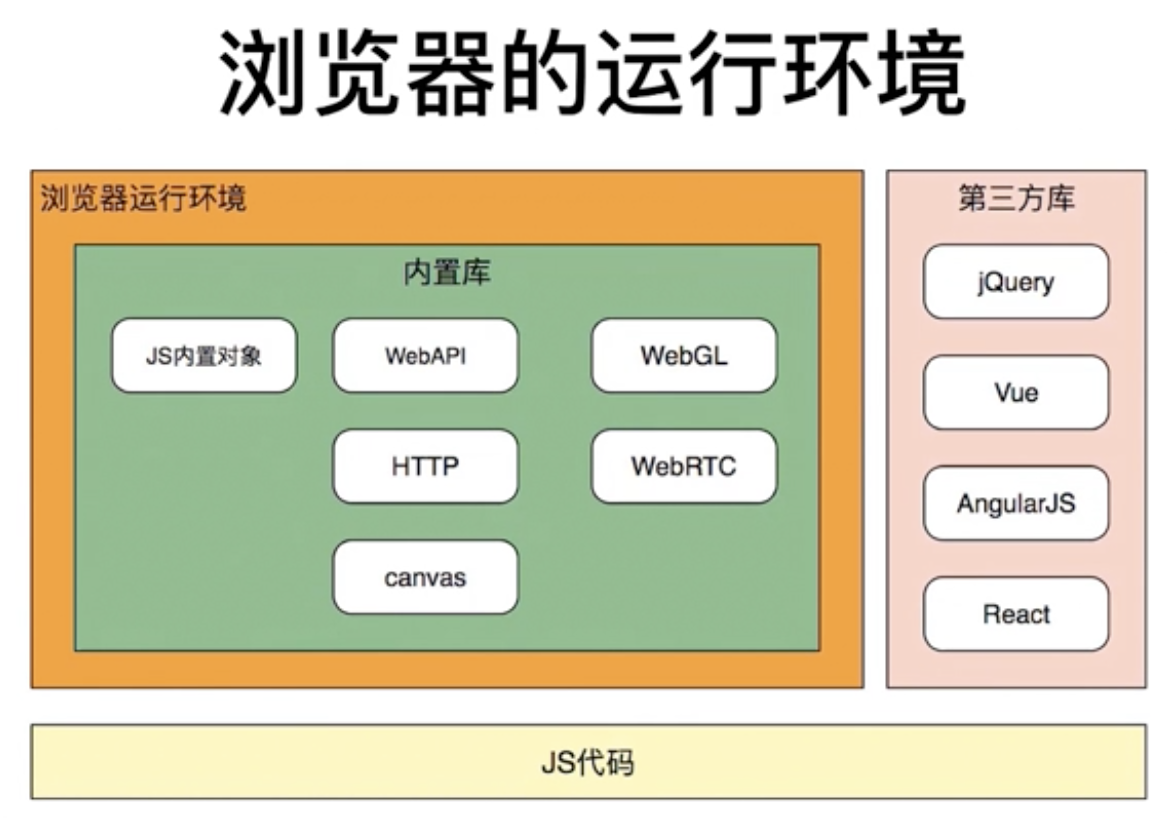 浏览器的运行环境
浏览器运行环境
内置库
JS内置对象
WebAPI
WebGL
HTTP
WebRTC
canvas
第三方库
jQuery
Vue
AngularJS
React
JS代码